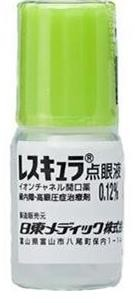 レスキュラ®点眼液
0.12%
イオンチャネル開口薬
緑内障・高眼圧症治療剤
製造販売元
日東メディック株式
富山県富山市八尾町保内1-1